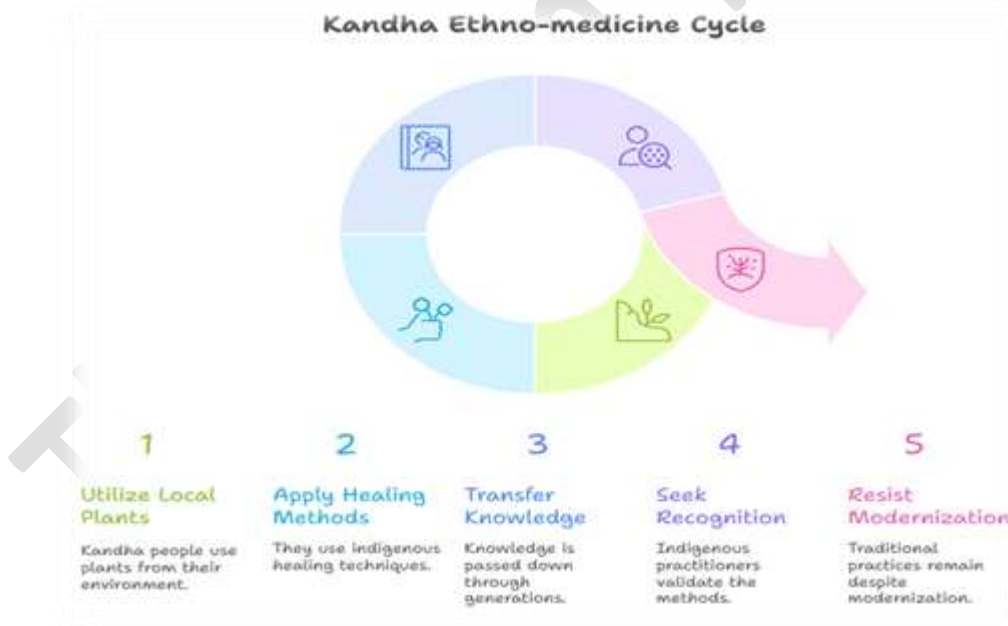 Kandha Ethno-medicine Cycle
1
Utilize Local
Plants
Kandha people use
plants from their
environment.
2
Apply Healing
Methods
They use indigenous
healing techniques.
3
Transfer
Knowledge
Knowledge is
passed down
through
generations.
4
Seek
Recognition
Indigenous
practitioners
validate the
methods.
5
Resist
Modernization
Traditional
practices remain
despite
modernization.